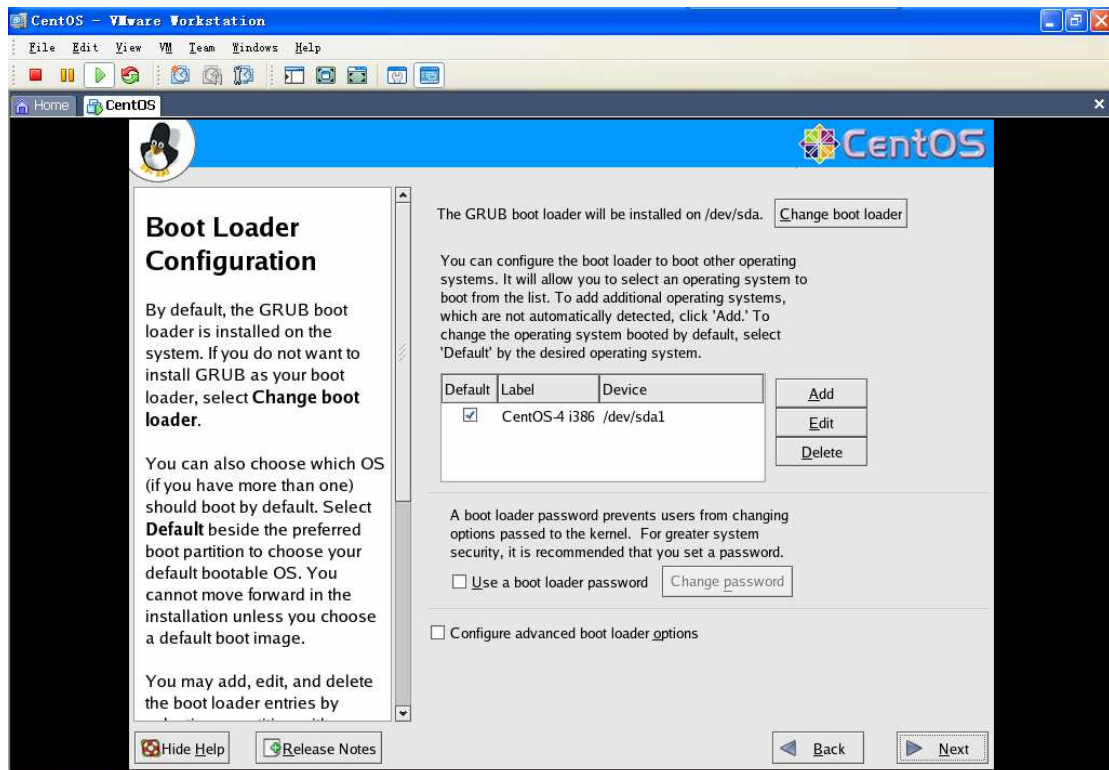 CentOS - VMware Workstation
File Edit View VM Team Windows Help
Home CentOS
CentOS
Boot Loader
Configuration
By default, the GRUB boot
loader is installed on the
system. If you do not want to
install GRUB as your boot
loader, select Change boot
loader.
You can also choose which OS
(if you have more than one)
should boot by default. Select
Default beside the preferred
boot partition to choose your
default bootable OS. You
cannot move forward in the
installation unless you choose
a default boot image.
You may add, edit, and delete
the boot loader entries by
The GRUB boot loader will be installed on /dev/sda. Change boot loader
You can configure the boot loader to boot other operating
systems. It will allow you to select an operating system to
boot from the list. To add additional operating systems,
which are not automatically detected, click 'Add.' To
change the operating system booted by default, select
'Default' by the desired operating system.
Default Label Device
CentOS-4 i386 /dev/sda1
Add
Edit
Delete
A boot loader password prevents users from changing
options passed to the kernel. For greater system
security, it is recommended that you set a password.
Use a boot loader password Change password
Configure advanced boot loader options
Hide Help Release Notes Back Next